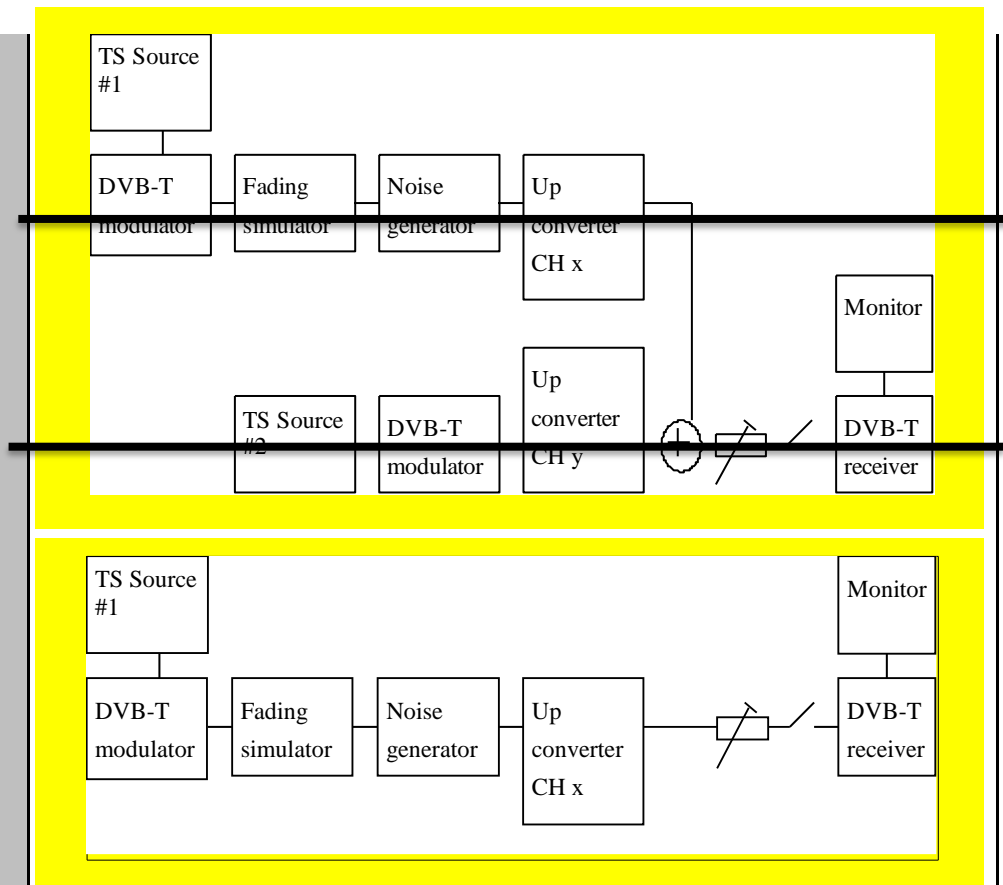 TS Source
#1
DVB-T
modulator
Fading
simulator
Noise
generator
Up
converter
CH x
Monitor
TS Source
#2
DVB-T
modulator
Up
converter
CH y
DVB-T
receiver
TS Source
#1
Monitor
DVB-T
modulator
Fading
simulator
Noise
generator
Up
converter
CH x
DVB-T
receiver